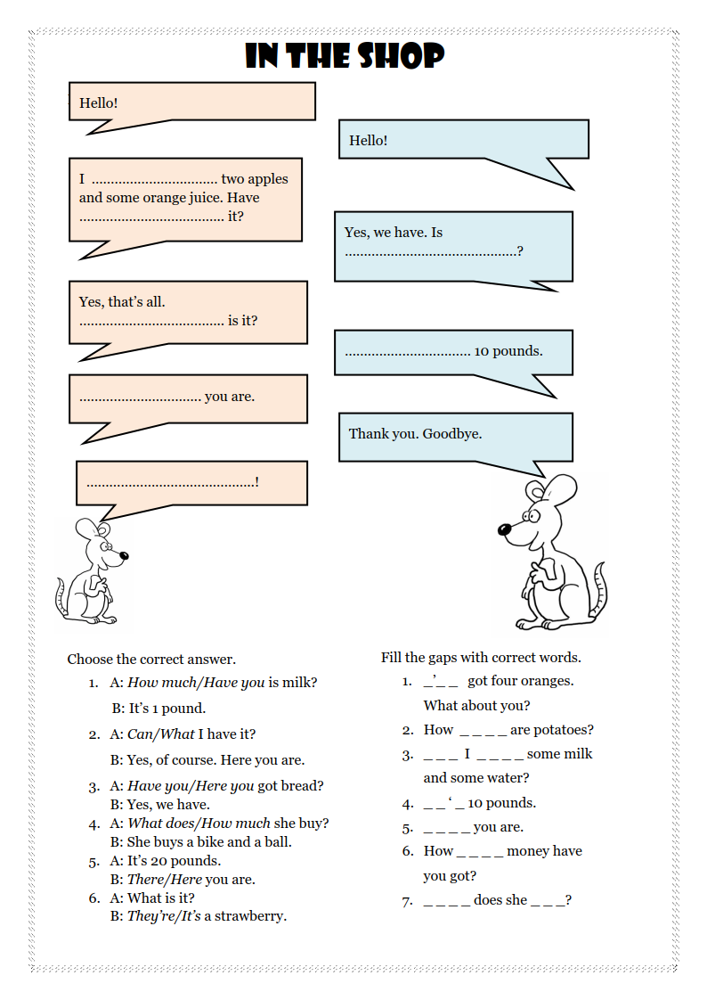 IN THE SHOP
Hello!
Hello!
I ................................. two apples
and some orange juice. Have
...................................... it?
Yes, we have. Is
.............................................?
Yes, that's all.
...................................... is it?
................................. 10 pounds.
................................ you are.
Thank you. Goodbye.
............................................!
Choose the correct answer.
1. A: How much/Have you is milk?
B: It's 1 pound.
2. A: Can/What I have it?
B: Yes, of course. Here you are.
3. A: Have you/Here you got bread?
B: Yes, we have.
4. A: What does/How much she buy?
B: She buys a bike and a ball.
5. A: It's 20 pounds.
B: There/Here you are.
6. A: What is it?
B: They're/It's a strawberry.
Fill the gaps with correct words.
1. _'_ _ got four oranges.
What about you?
2. How _ _ _ _ are potatoes?
3. _ _ _ I _ _ _ _ some milk
and some water?
4. _ _ ' _ 10 pounds.
5. _ _ _ _ you are.
6. How _ _ _ _ money have
you got?
7. _ _ _ _ does she _ _ _?